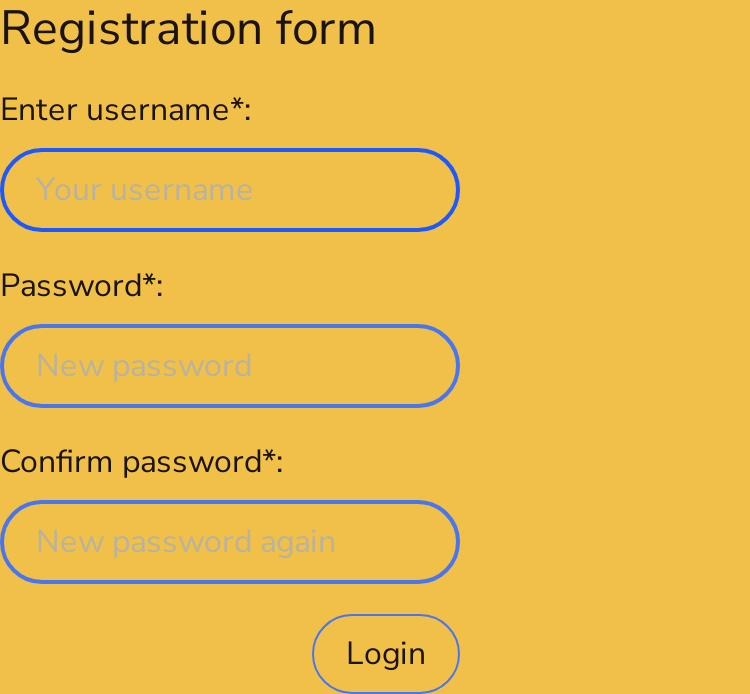 Registration form
Enter username*:
Your username
Password*:
New password
Confirm password*:
New password again
Login